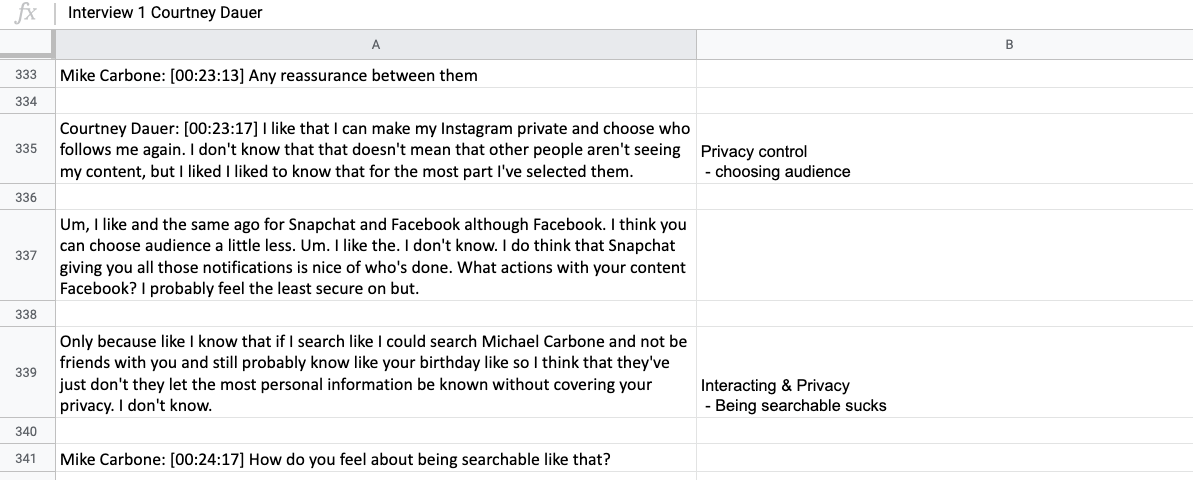 fx Interview 1 Courtney Dauer
A B
333 Mike Carbone: [00:23:13] Any reassurance between them
334
335 Courtney Dauer: [00:23:17] I like that I can make my Instagram private and choose who
follows me again. I don't know that that doesn't mean that other people aren't seeing
my content, but I liked I liked to know that for the most part I've selected them.
Privacy control
- choosing audience
336
337 Um, I like and the same ago for Snapchat and Facebook although Facebook. I think you
can choose audience a little less. Um. I like the. I don't know. I do think that Snapchat
giving you all those notifications is nice of who's done. What actions with your content
Facebook? I probably feel the least secure on but.
338
339 Only because like I know that if I search like I could search Michael Carbone and not be
friends with you and still probably know like your birthday like so I think that they've
just don't they let the most personal information be known without covering your
privacy. I don't know.
Interacting & Privacy
- Being searchable sucks
340
341 Mike Carbone: [00:24:17] How do you feel about being searchable like that?